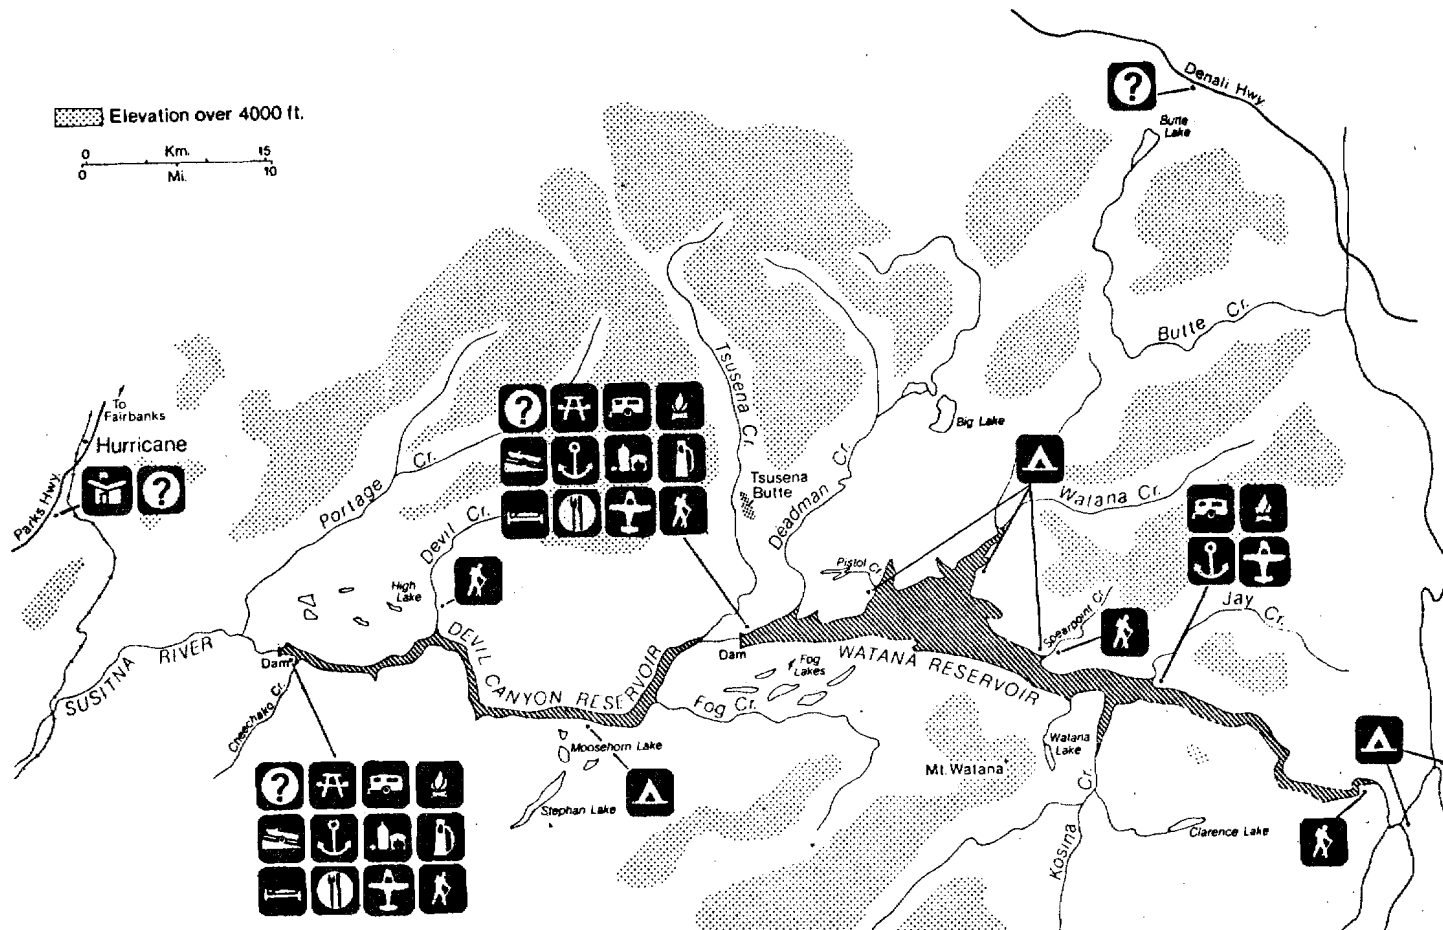 Elevation over 4000 ft.
0 Km. 15
0 Mi. 10
Denali Hwy.
?
Butte
Lake
Butte Cr.
To
Fairbanks
Hurricane
Parks Hwy
?
Portage Cr.
Devil Cr.
High
Lake
?
Tsusena Cr.
Tsusena
Butte
Deadman Cr.
Big Lake
Watana Cr.
Pistol Cr.
Spearpoint Cr.
Jay Cr.
SUSITNA RIVER
Dam
Cheechako Cr.
DEVIL CANYON RESERVOIR
Dam
Fog
Lakes
WATANA RESERVOIR
Fog Cr.
Moosehorn Lake
Stephan Lake
Watana
Lake
Mt. Watana
Kosina Cr.
Clarence Lake
?